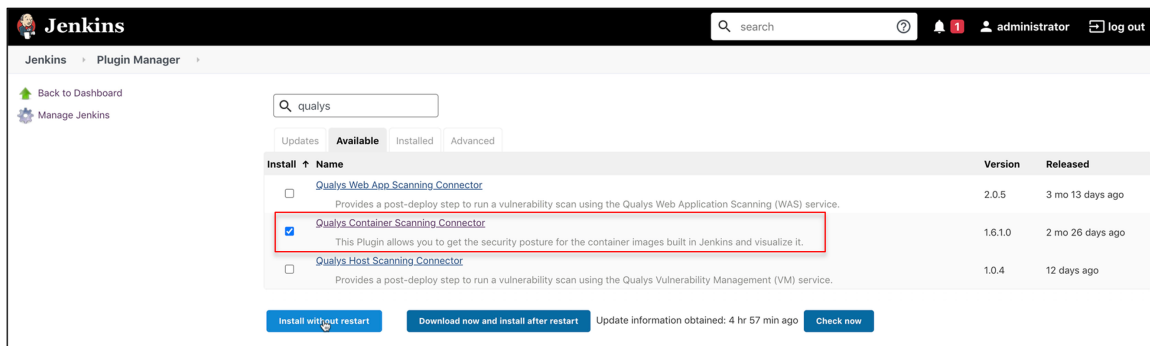 Jenkins
search
1
administrator
log out
Jenkins
Plugin Manager
Back to Dashboard
Manage Jenkins
qualys
Updates
Available
Installed
Advanced
Install ↑ Name Version Released
Qualys Web App Scanning Connector
Provides a post-deploy step to run a vulnerability scan using the Qualys Web Application Scanning (WAS) service.
2.0.5 3 mo 13 days ago
Qualys Container Scanning Connector
This Plugin allows you to get the security posture for the container images built in Jenkins and visualize it.
1.6.1.0 2 mo 26 days ago
Qualys Host Scanning Connector
Provides a post-deploy step to run a vulnerability scan using the Qualys Vulnerability Management (VM) service.
1.0.4 12 days ago
Install without restart
Download now and install after restart
Update information obtained: 4 hr 57 min ago
Check now